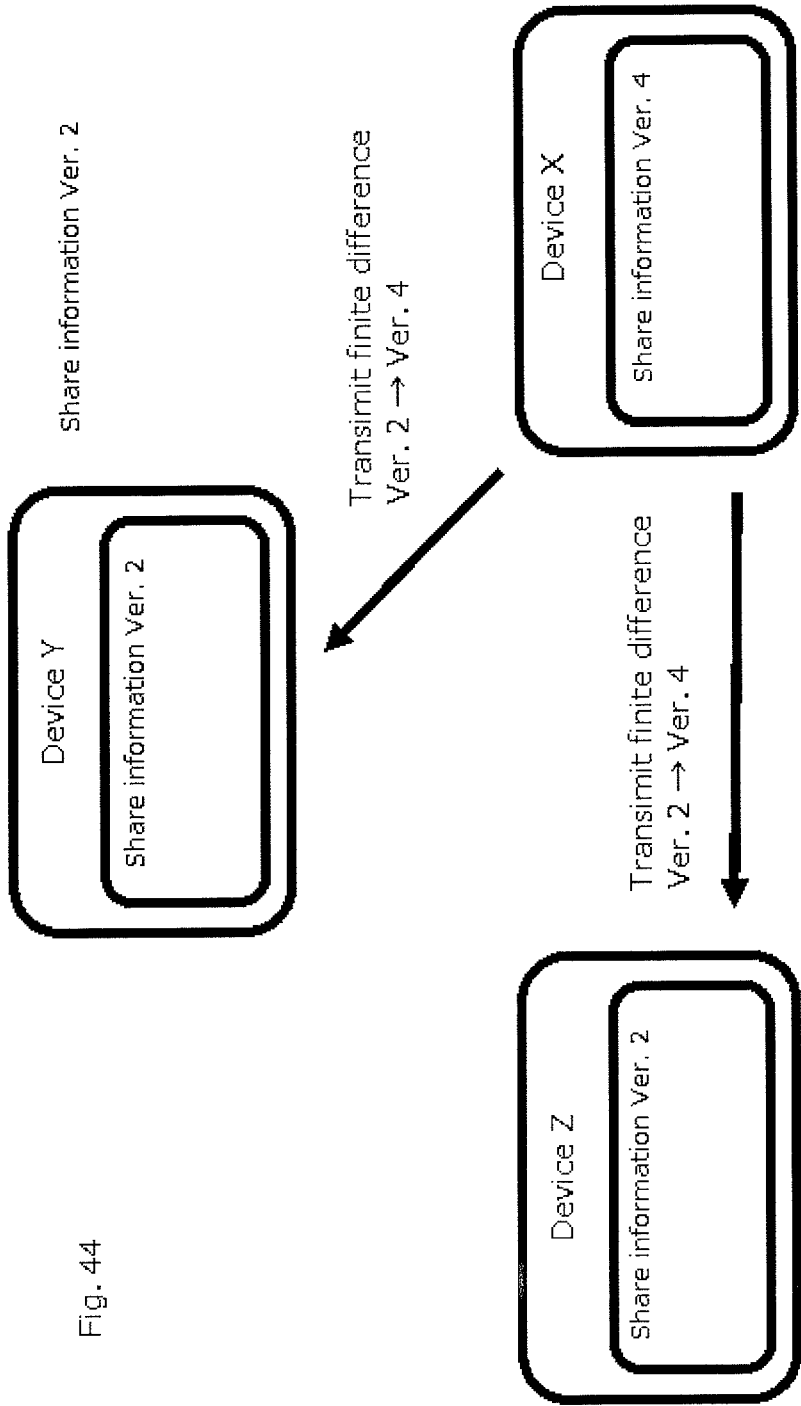 Fig. 44
Device Y
Share information Ver. 2
Share information Ver. 2
Transimit finite difference
Ver. 2 → Ver. 4
Device Z
Share information Ver. 2
Transimit finite difference
Ver. 2 → Ver. 4
Device X
Share information Ver. 4